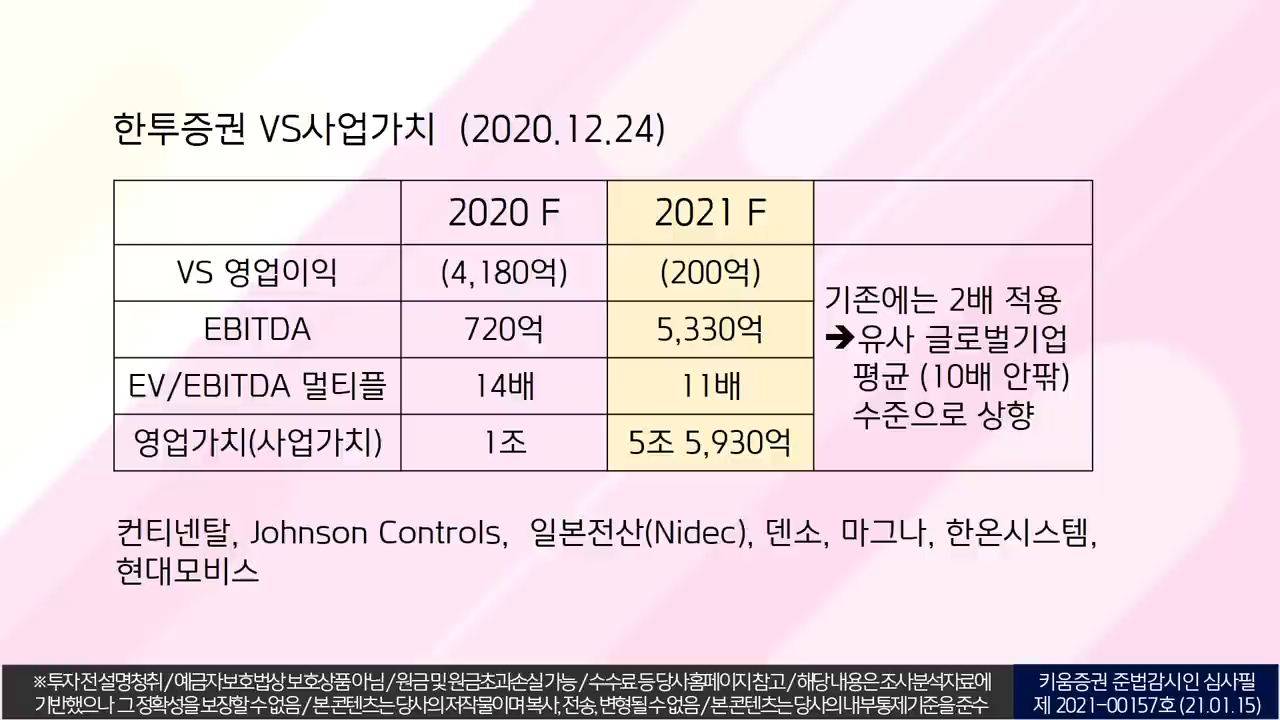 한투증권 VS사업가치 (2020.12.24)
2020 F 2021 F
VS 영업이익 (4,180억) (200억)
EBITDA 720억 5,330억
EV/EBITDA 멀티플 14배 11배
영업가치(사업가치) 1조 5조 5,930억
기존에는 2배 적용
➔유사 글로벌기업
평균 (10배 안팎)
수준으로 상향
컨티넨탈, Johnson Controls, 일본전산(Nidec), 덴소, 마그나, 한온시스템,
현대모비스
※투자 전 설명청취 / 예금자보호법상 보호상품 아님 / 원금 및 원금초과손실 가능 / 수수료 등 당사홈페이지 참고 / 해당 내용은 조사분석자료에
기반했으나 그 정확성을 보장할 수 없음 / 본 콘텐츠는 당사의 저작물이며 복사, 전송, 변형될 수 없음 / 본 콘텐츠는 당사의 내부통제기준을 준수
키움증권 준법감시인 심사필
제 2021-00157호 (21.01.15)